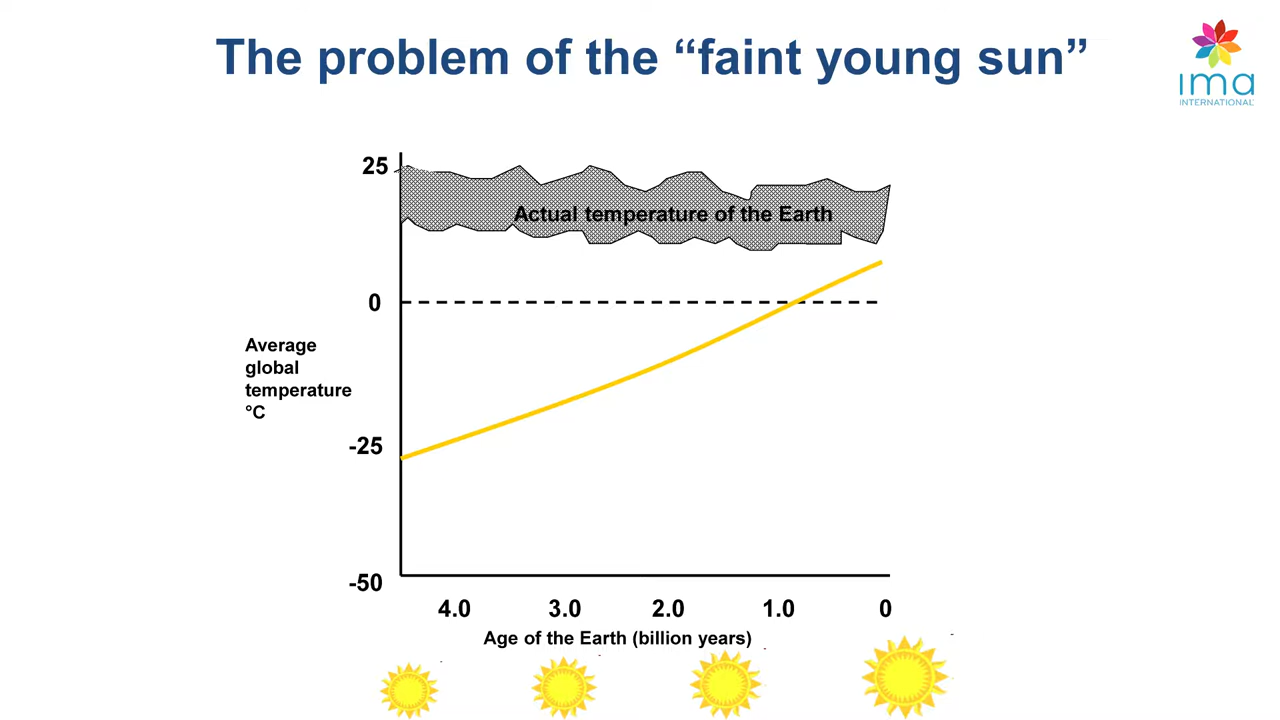 The problem of the “faint young sun”
ima
INTERNATIONAL
25
Actual temperature of the Earth
0
Average
global
temperature
°C
-25
-50
4.0 3.0 2.0 1.0 0
Age of the Earth (billion years)